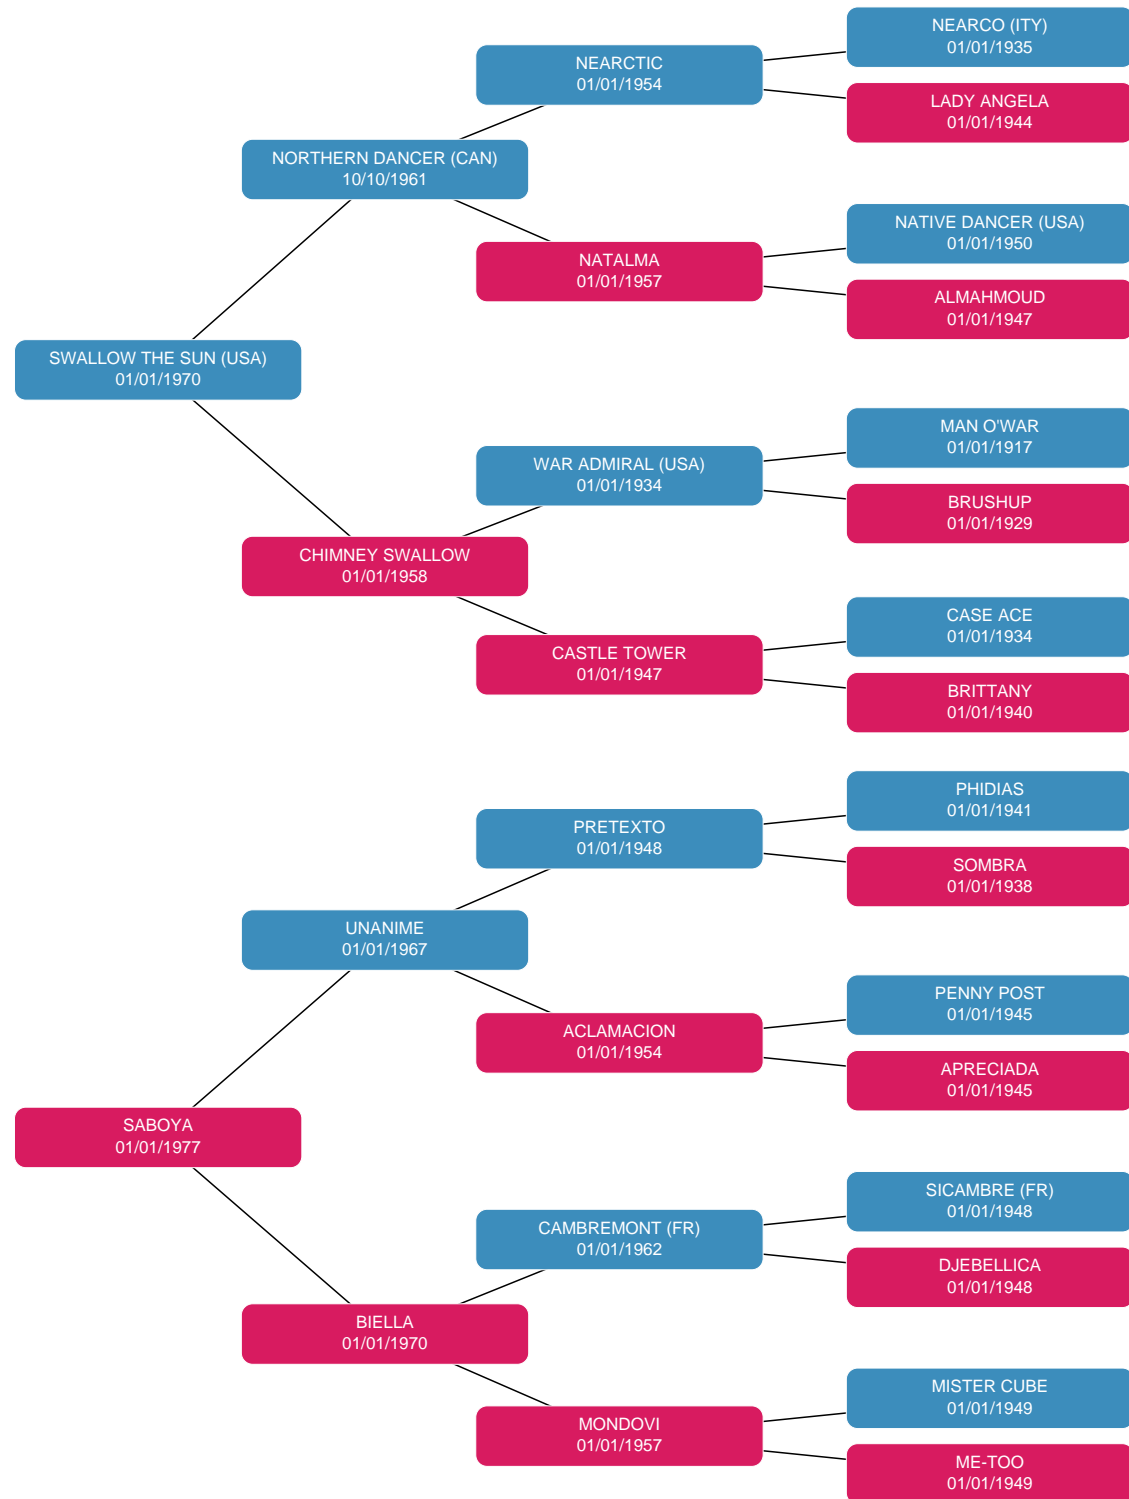 NEARCO (ITY)
01/01/1935
NEARCTIC
01/01/1954
LADY ANGELA
01/01/1944
NORTHERN DANCER (CAN)
10/10/1961
NATIVE DANCER (USA)
01/01/1950
NATALMA
01/01/1957
ALMAHMOUD
01/01/1947
SWALLOW THE SUN (USA)
01/01/1970
MAN O'WAR
01/01/1917
WAR ADMIRAL (USA)
01/01/1934
BRUSHUP
01/01/1929
CHIMNEY SWALLOW
01/01/1958
CASE ACE
01/01/1934
CASTLE TOWER
01/01/1947
BRITTANY
01/01/1940
PHIDIAS
01/01/1941
PRETEXTO
01/01/1948
SOMBRA
01/01/1938
UNANIME
01/01/1967
PENNY POST
01/01/1945
ACLAMACION
01/01/1954
APRECIADA
01/01/1945
SABOYA
01/01/1977
SICAMBRE (FR)
01/01/1948
CAMBREMONT (FR)
01/01/1962
DJEBELLICA
01/01/1948
BIELLA
01/01/1970
MISTER CUBE
01/01/1949
MONDOVI
01/01/1957
ME-TOO
01/01/1949